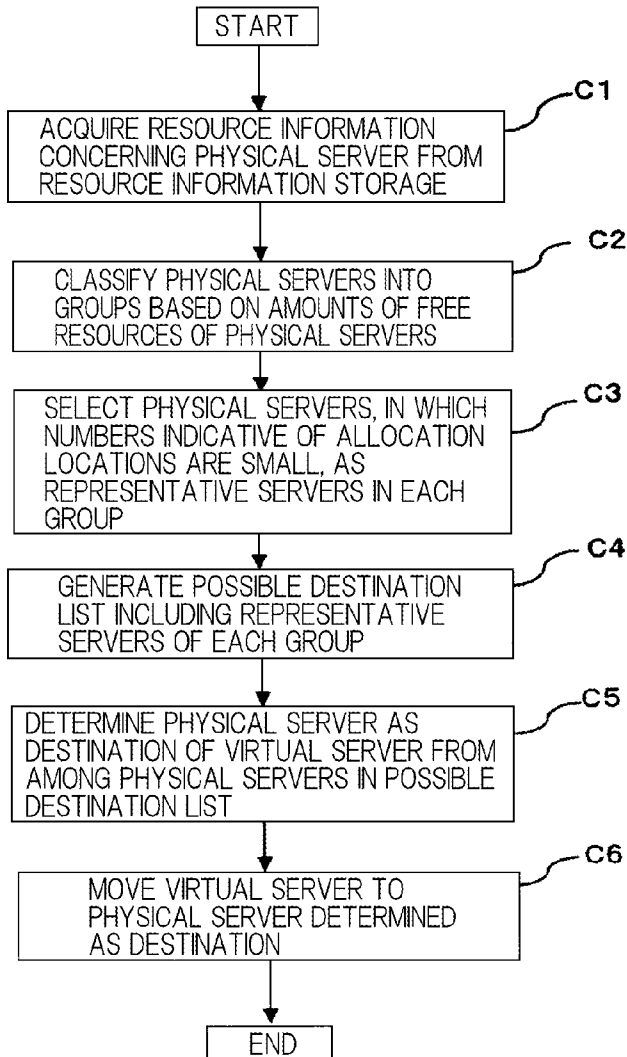 START
C1
ACQUIRE RESOURCE INFORMATION
CONCERNING PHYSICAL SERVER FROM
RESOURCE INFORMATION STORAGE
C2
CLASSIFY PHYSICAL SERVERS INTO
GROUPS BASED ON AMOUNTS OF FREE
RESOURCES OF PHYSICAL SERVERS
C3
SELECT PHYSICAL SERVERS, IN WHICH
NUMBERS INDICATIVE OF ALLOCATION
LOCATIONS ARE SMALL, AS
REPRESENTATIVE SERVERS IN EACH
GROUP
C4
GENERATE POSSIBLE DESTINATION
LIST INCLUDING REPRESENTATIVE
SERVERS OF EACH GROUP
C5
DETERMINE PHYSICAL SERVER AS
DESTINATION OF VIRTUAL SERVER FROM
AMONG PHYSICAL SERVERS IN POSSIBLE
DESTINATION LIST
C6
MOVE VIRTUAL SERVER TO
PHYSICAL SERVER DETERMINED
AS DESTINATION
END